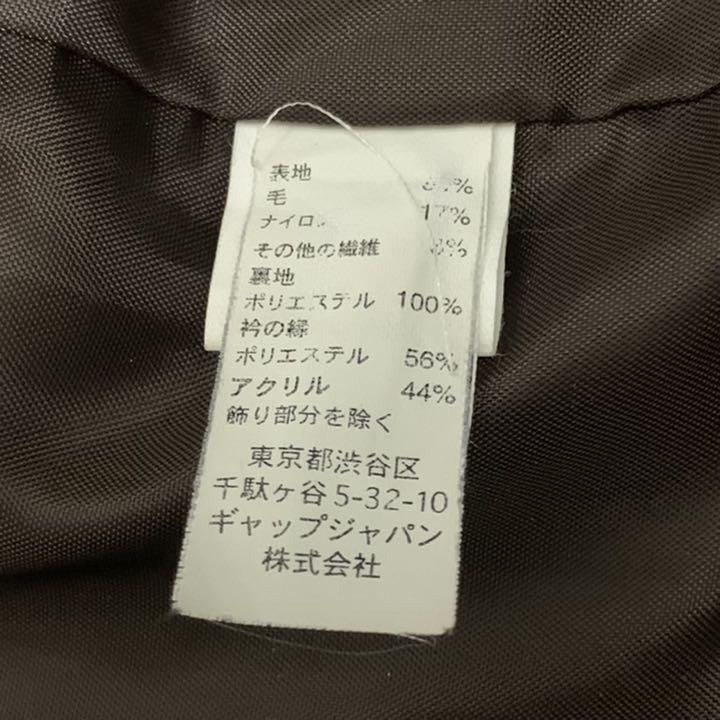 表地
毛
ナイロン 17%
その他の繊維
裏地
ポリエステル 100%
衿の縁
ポリエステル 56%
アクリル 44%
飾り部分を除く
東京都渋谷区
千駄ヶ谷5-32-10
ギャップジャパン
株式会社